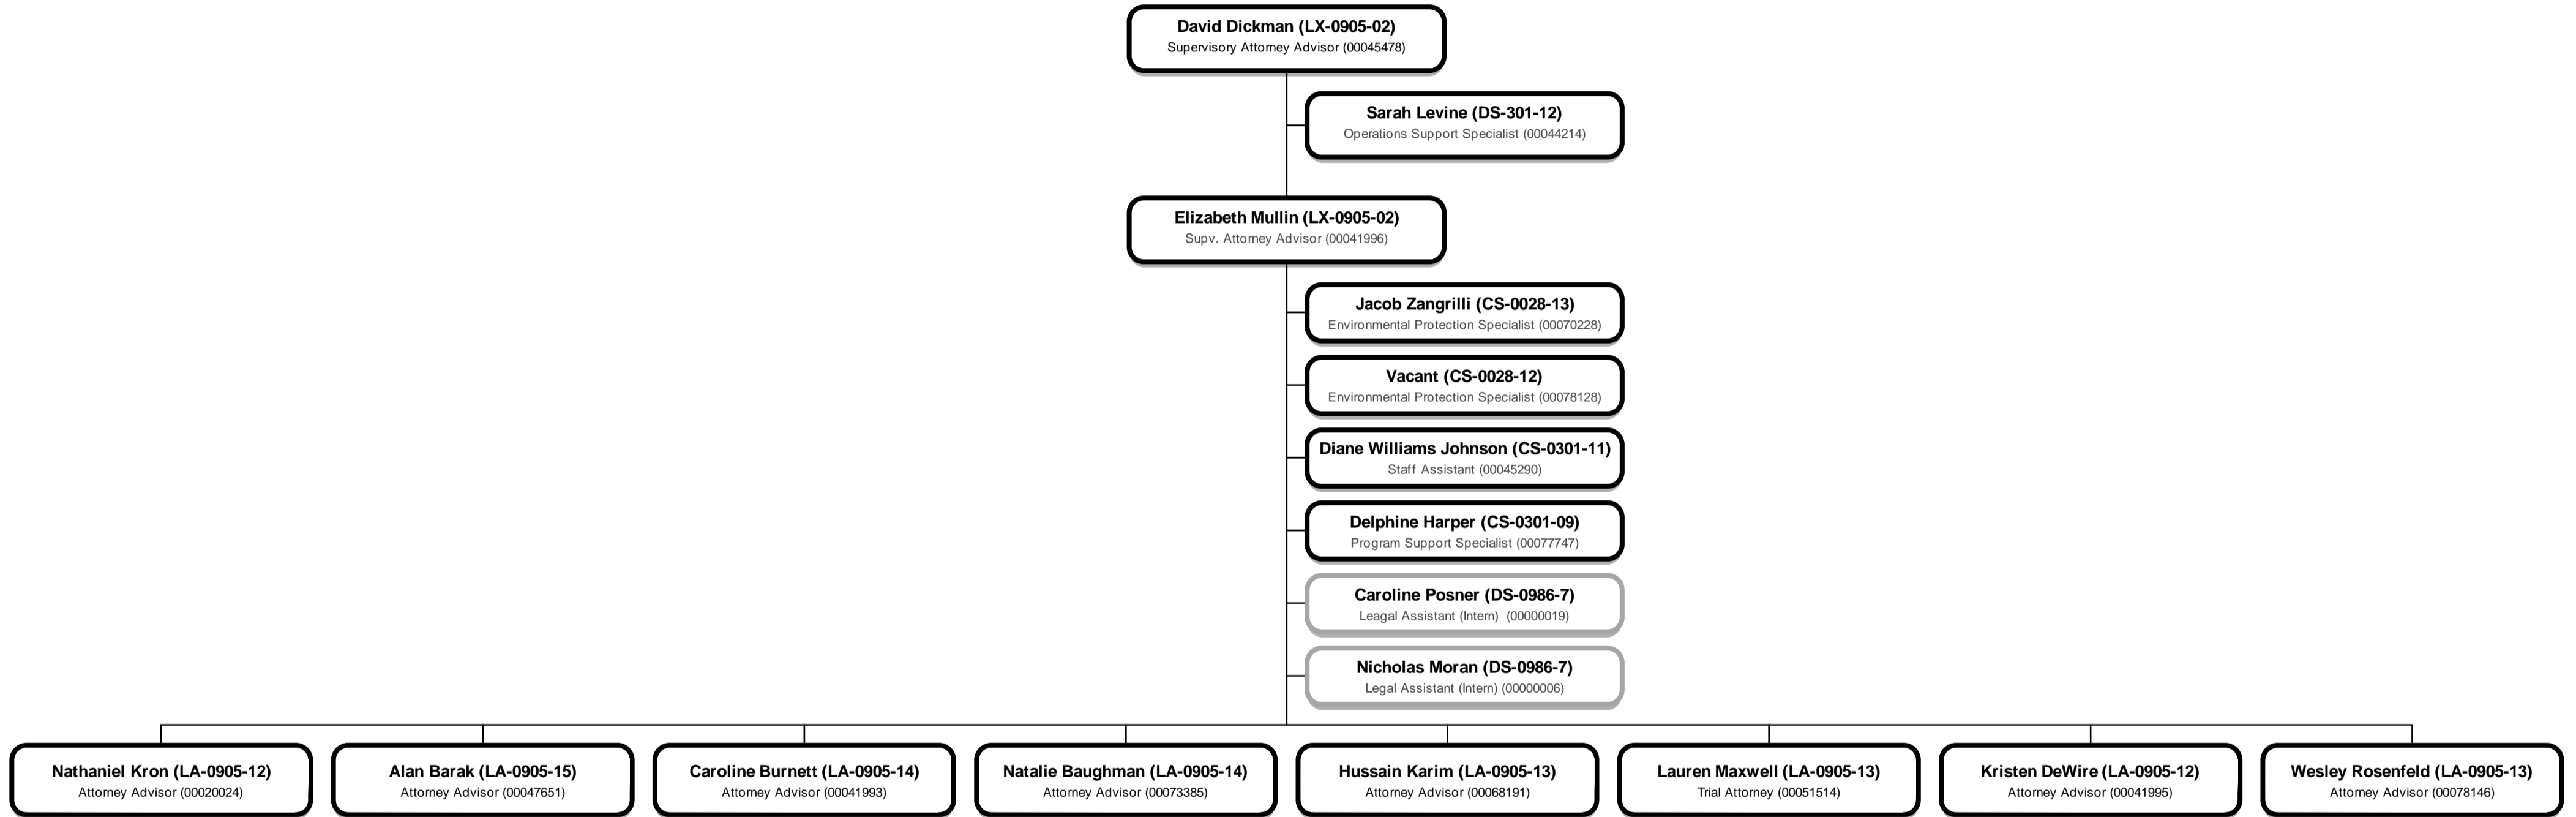 David Dickman (LX-0905-02)
Supervisory Attorney Advisor (00045478)
Sarah Levine (DS-301-12)
Operations Support Specialist (00044214)
Elizabeth Mullin (LX-0905-02)
Supv. Attorney Advisor (00041996)
Jacob Zangrilli (CS-0028-13)
Environmental Protection Specialist (00070228)
Vacant (CS-0028-12)
Environmental Protection Specialist (00078128)
Diane Williams Johnson (CS-0301-11)
Staff Assistant (00045290)
Delphine Harper (CS-0301-09)
Program Support Specialist (00077747)
Caroline Posner (DS-0986-7)
Leagal Assistant (Intern) (00000019)
Nicholas Moran (DS-0986-7)
Legal Assistant (Intern) (00000006)
Nathaniel Kron (LA-0905-12)
Attorney Advisor (00020024)
Alan Barak (LA-0905-15)
Attorney Advisor (00047651)
Caroline Burnett (LA-0905-14)
Attorney Advisor (00041993)
Natalie Baughman (LA-0905-14)
Attorney Advisor (00073385)
Hussain Karim (LA-0905-13)
Attorney Advisor (00068191)
Lauren Maxwell (LA-0905-13)
Trial Attorney (00051514)
Kristen DeWire (LA-0905-12)
Attorney Advisor (00041995)
Wesley Rosenfeld (LA-0905-13)
Attorney Advisor (00078146)